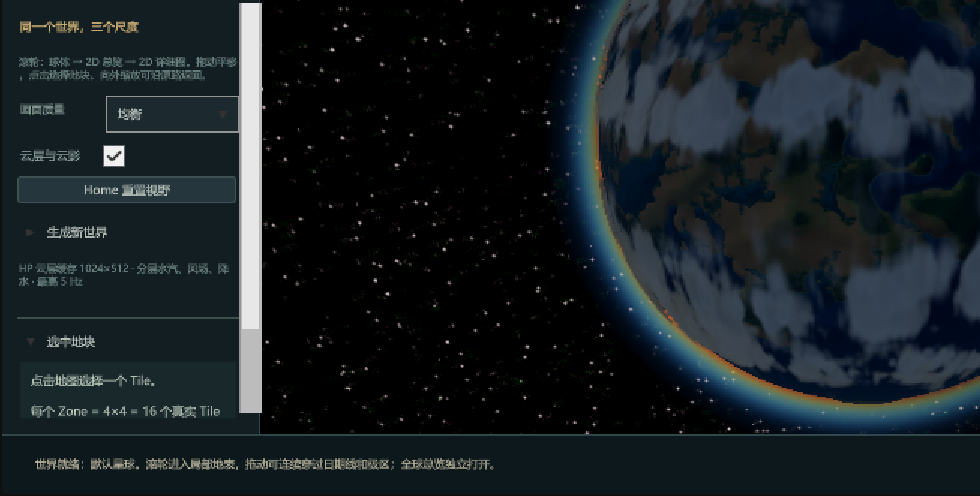 同一个世界，三个尺度
滚轮：球体 → 2D 总览 → 2D 详细图。拖动平移
，点击选择地块。向外缩放可沿原路返回。
画面质量
均衡
云层与云影
Home 重置视野
生成新世界
HP 云层缓存 1024×512 · 分层水汽、风场、降
水 · 最高 5 Hz
选中地块
点击地图选择一个 Tile。
每个 Zone = 4×4 = 16 个真实 Tile
世界就绪：默认星球。滚轮进入局部地表，拖动可连续穿过日期线和极区；全球总览独立打开。